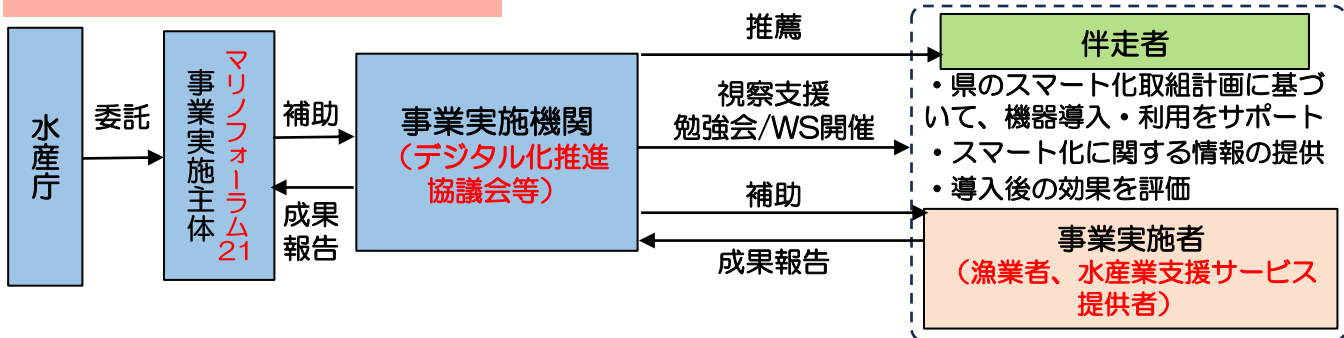 水産庁
委託
事業実施主体
マリノフォーラム21
補助
成果
報告
事業実施機関
（デジタル化推進
協議会等）
推薦
視察支援
勉強会/WS開催
補助
成果報告
伴走者
・県のスマート化取組計画に基づ
いて、機器導入・利用をサポート
・スマート化に関する情報の提供
・導入後の効果を評価
事業実施者
（漁業者、水産業支援サービス
提供者）